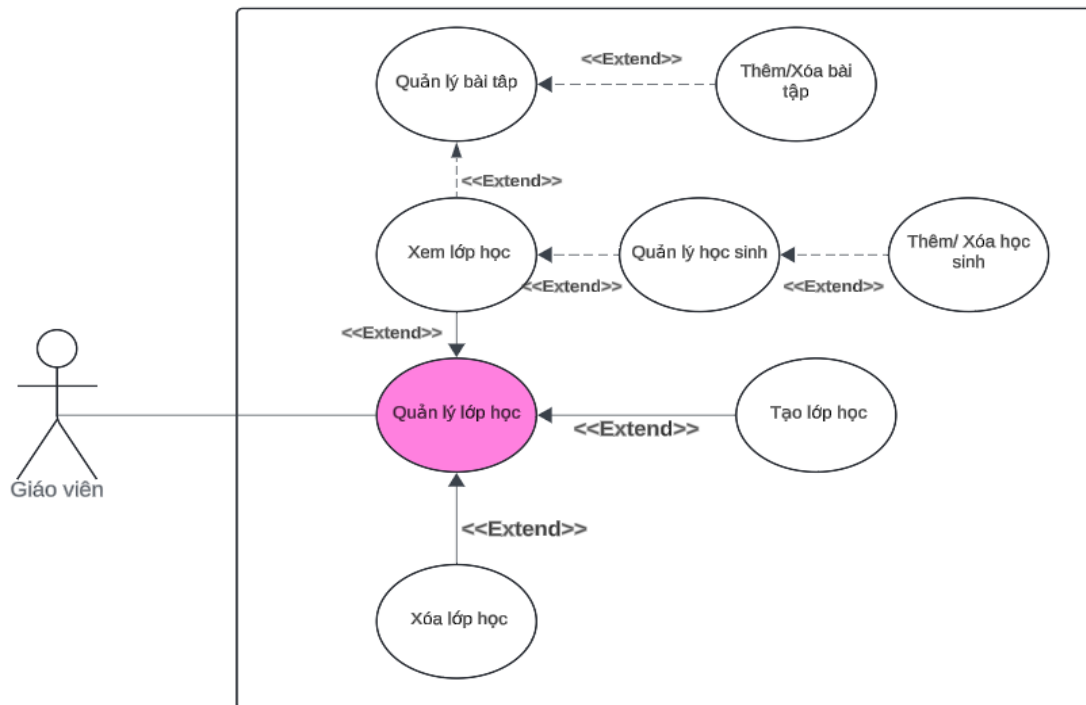 Quản lý bài tâp
<<Extend>>
Thêm/Xóa bài
tập
<<Extend>>
Xem lớp học
<<Extend>>
Quản lý học sinh
<<Extend>>
Thêm/ Xóa học
sinh
<<Extend>>
Quản lý lớp học
<<Extend>>
Tạo lớp học
Giáo viên
<<Extend>>
Xóa lớp học